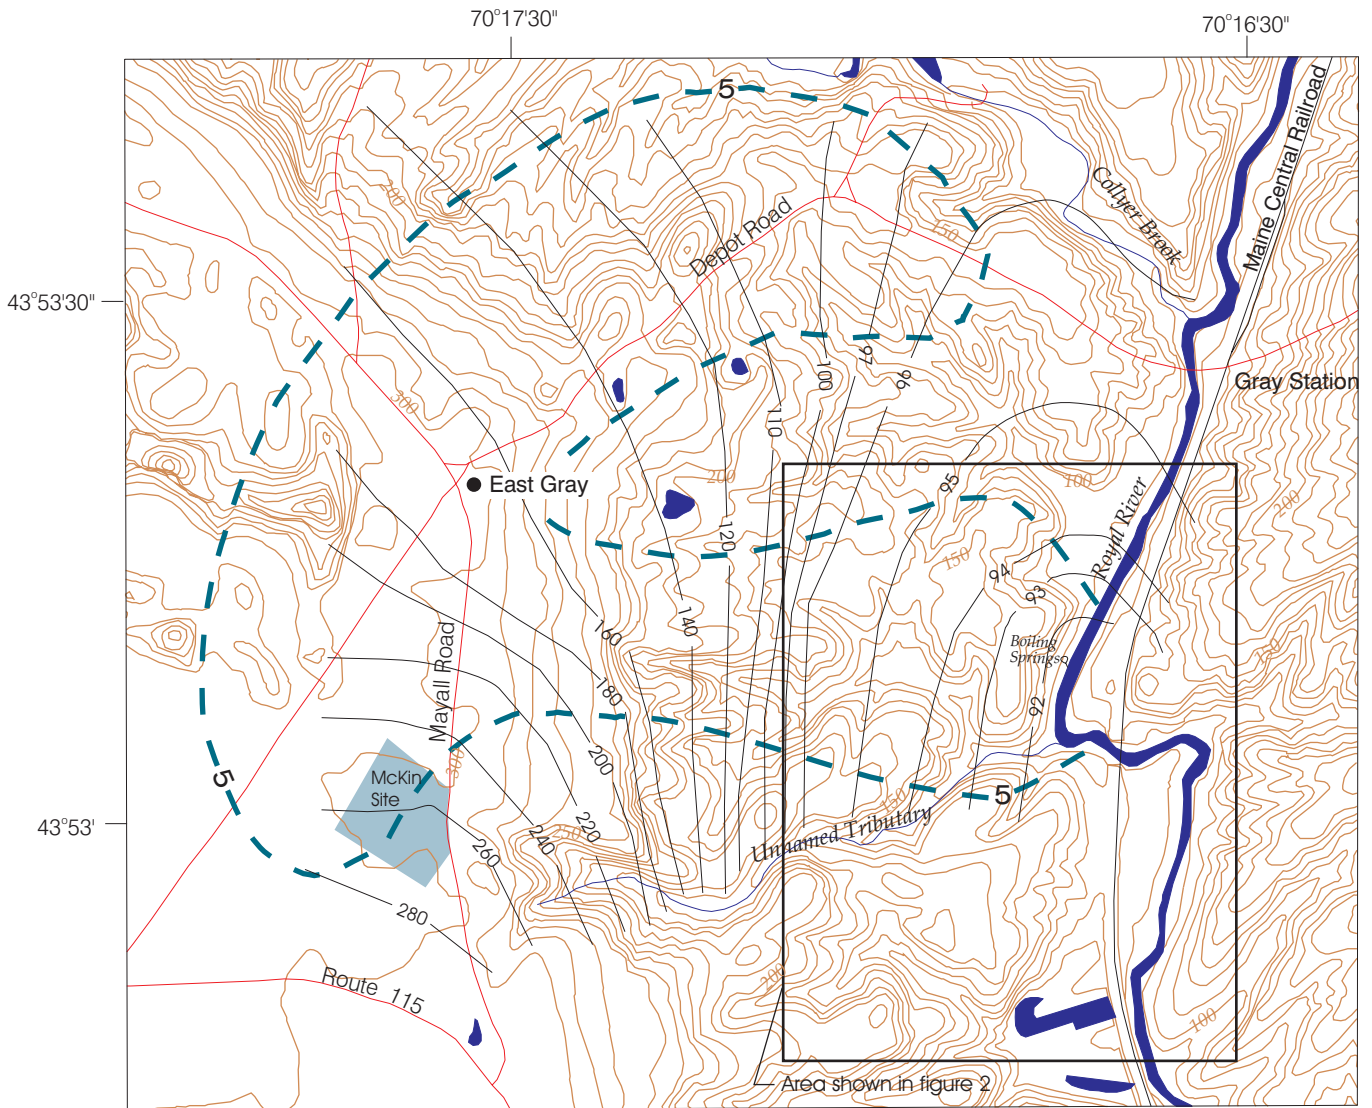 70°17'30"
70°16'30"
5
Maine Central Railroad
Collyer Brook
200
150
Depot Road
43°53'30"
97
100
96
Gray Station
300
110
200
95
100
East Gray
200
Royal River
120
150
94
93
140
160
Boiling
Springs
150
Mayall Road
180
92
300
200
5
McKin
Site
5
150
43°53'
220
250
240
Unnamed Tributary
260
280
200
Route 115
100
Area shown in figure 2